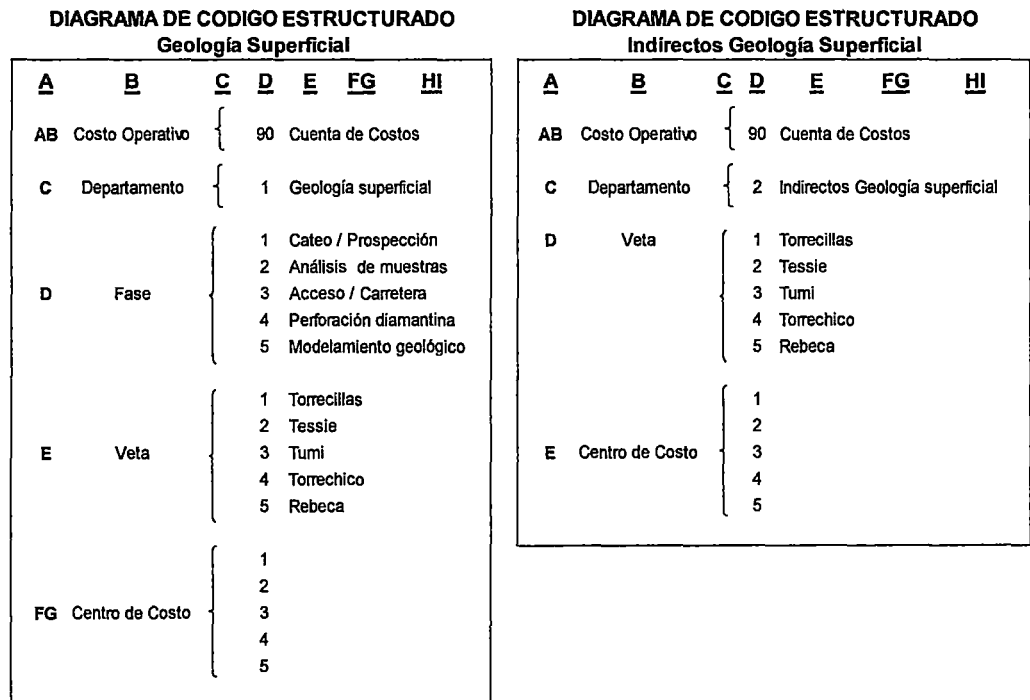 DIAGRAMA DE CODIGO ESTRUCTURADO
Geología Superficial
A B C D E FG HI
AB Costo Operativo 90 Cuenta de Costos
C Departamento 1 Geología superficial
1 Cateo / Prospección
2 Análisis de muestras
D Fase 3 Acceso / Carretera
4 Perforación diamantina
5 Modelamiento geológico
1 Torrecillas
2 Tessie
E Veta 3 Tumi
4 Torrechico
5 Rebeca
1
2
FG Centro de Costo 3
4
5
DIAGRAMA DE CODIGO ESTRUCTURADO
Indirectos Geología Superficial
A B C D E FG HI
AB Costo Operativo 90 Cuenta de Costos
C Departamento 2 Indirectos Geología superficial
D Veta 1 Torrecillas
2 Tessie
3 Tumi
4 Torrechico
5 Rebeca
1
2
E Centro de Costo 3
4
5